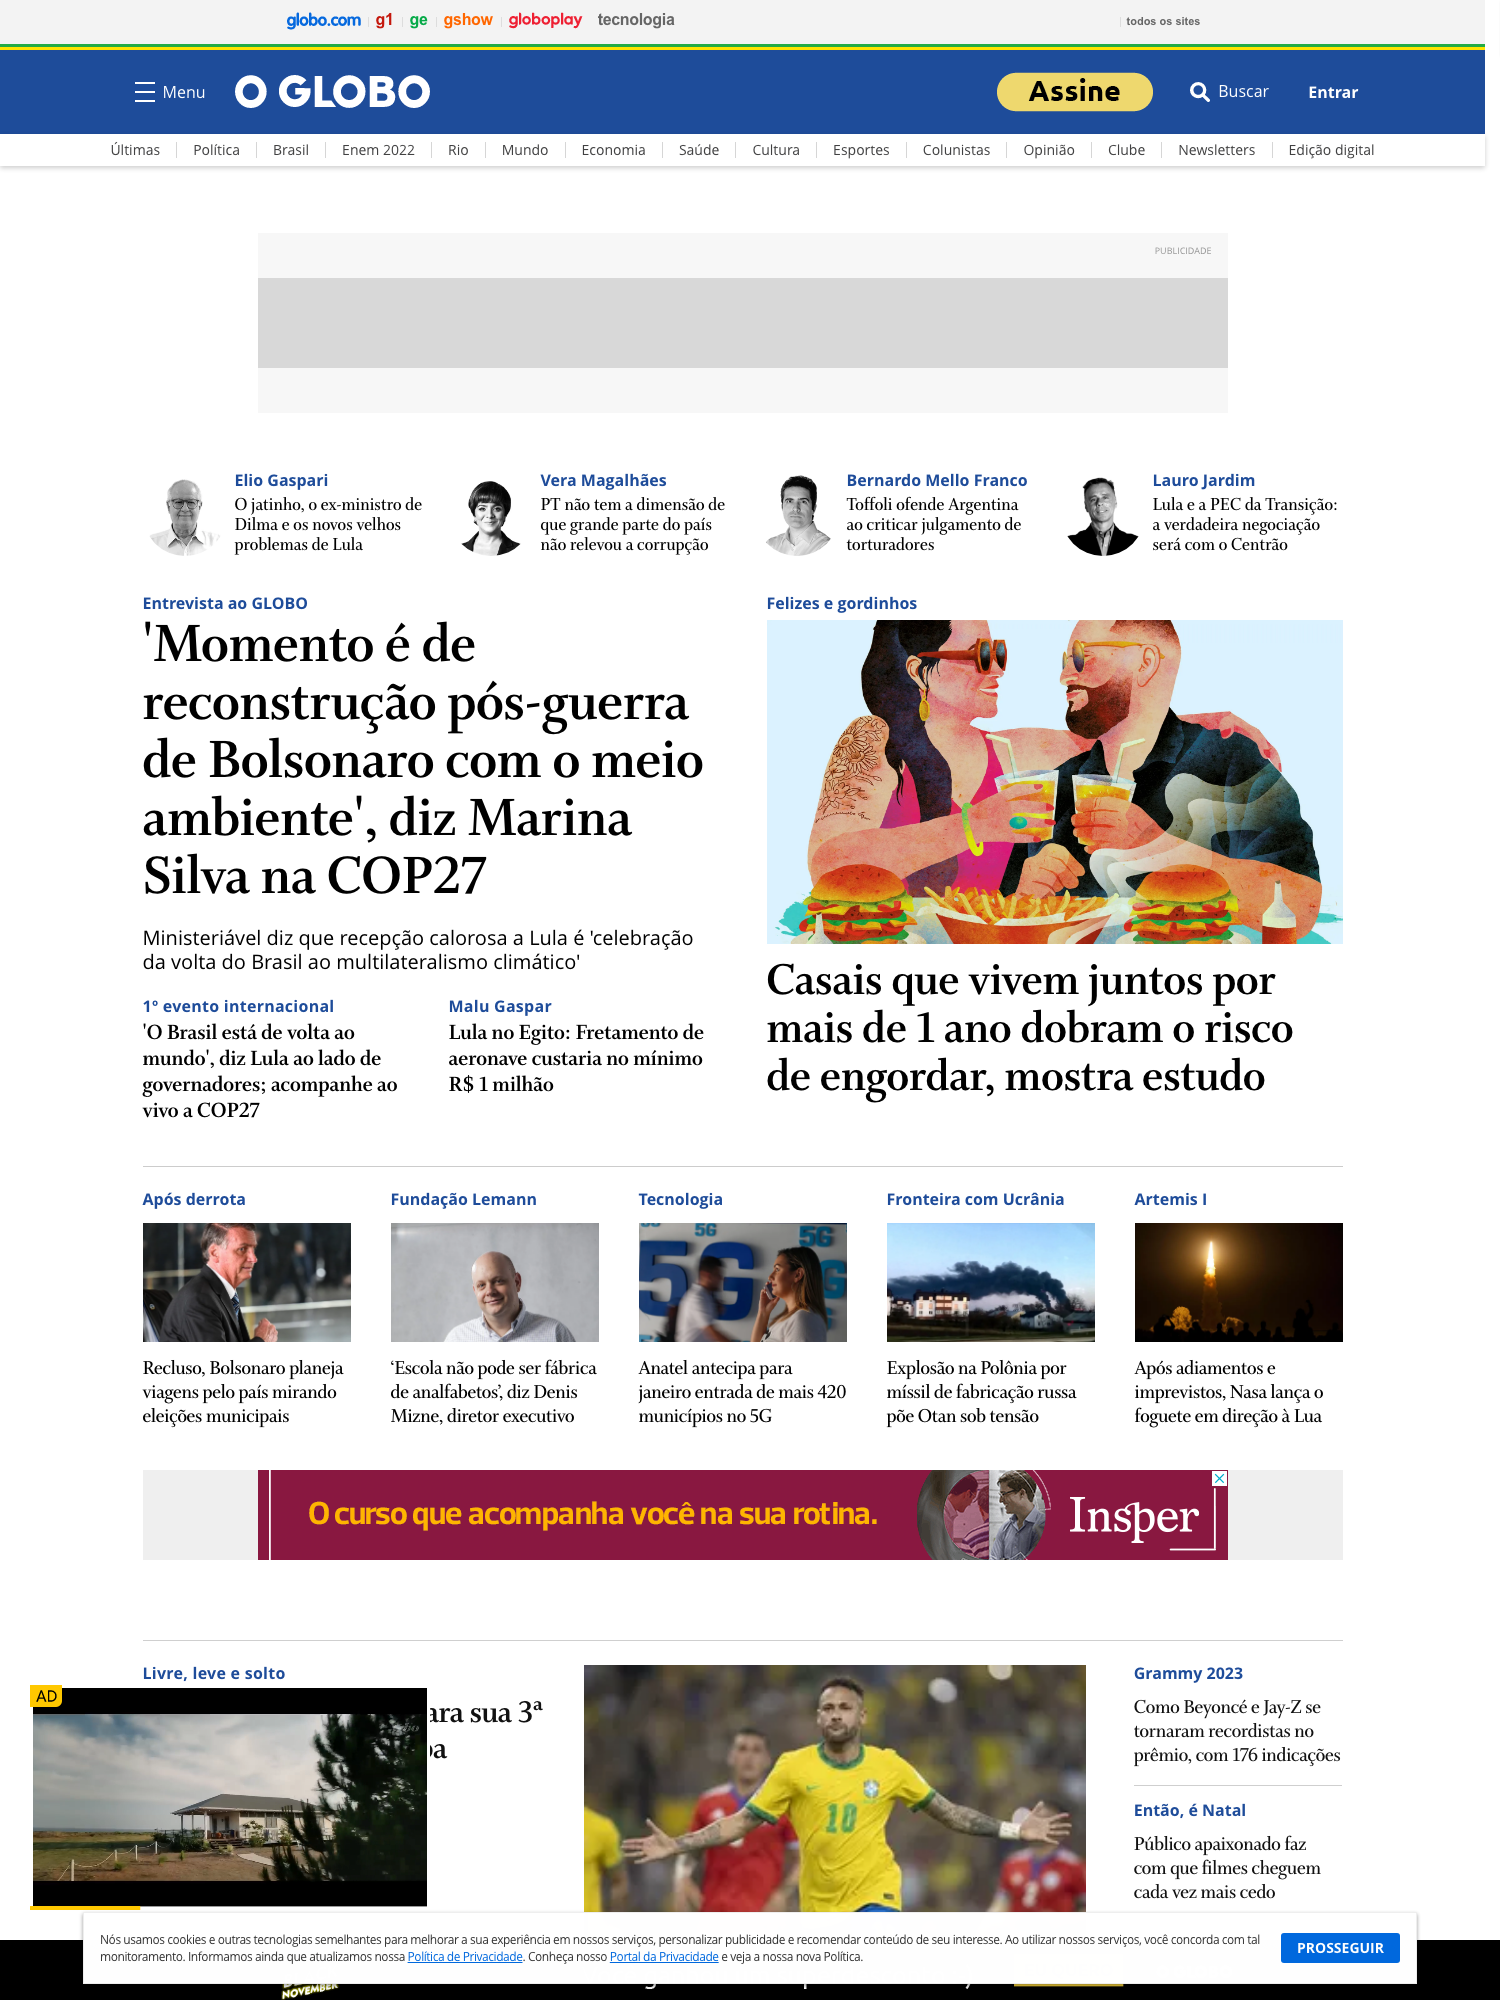 globo.com g1 ge gshow globoplay tecnologia todos os sites
Menu O GLOBO Assine Buscar Entrar
Últimas Política Brasil Enem 2022 Rio Mundo Economia Saúde Cultura Esportes Colunistas Opinião Clube Newsletters Edição digital
PUBLICIDADE
Elio Gaspari
O jatinho, o ex-ministro de
Dilma e os novos velhos
problemas de Lula
Vera Magalhães
PT não tem a dimensão de
que grande parte do país
não relevou a corrupção
Bernardo Mello Franco
Toffoli ofende Argentina
ao criticar julgamento de
torturadores
Lauro Jardim
Lula e a PEC da Transição:
a verdadeira negociação
será com o Centrão
Entrevista ao GLOBO
'Momento é de
reconstrução pós-guerra
de Bolsonaro com o meio
ambiente', diz Marina
Silva na COP27
Ministeriável diz que recepção calorosa a Lula é 'celebração
da volta do Brasil ao multilateralismo climático'
1º evento internacional
'O Brasil está de volta ao
mundo', diz Lula ao lado de
governadores; acompanhe ao
vivo a COP27
Malu Gaspar
Lula no Egito: Fretamento de
aeronave custaria no mínimo
R$ 1 milhão
Felizes e gordinhos
Casais que vivem juntos por
mais de 1 ano dobram o risco
de engordar, mostra estudo
Após derrota
Recluso, Bolsonaro planeja
viagens pelo país mirando
eleições municipais
Fundação Lemann
‘Escola não pode ser fábrica
de analfabetos’, diz Denis
Mizne, diretor executivo
Tecnologia
5G
5G
5G
Anatel antecipa para
janeiro entrada de mais 420
municípios no 5G
Fronteira com Ucrânia
Explosão na Polônia por
míssil de fabricação russa
põe Otan sob tensão
Artemis I
Após adiamentos e
imprevistos, Nasa lança o
foguete em direção à Lua
O curso que acompanha você na sua rotina.
Insper
Livre, leve e solto
ara sua 3ª
AD
10
Grammy 2023
Como Beyoncé e Jay-Z se
tornaram recordistas no
prêmio, com 176 indicações
Então, é Natal
Público apaixonado faz
com que filmes cheguem
cada vez mais cedo
Nós usamos cookies e outras tecnologias semelhantes para melhorar a sua experiência em nossos serviços, personalizar publicidade e recomendar conteúdo de seu interesse. Ao utilizar nossos serviços, você concorda com tal
monitoramento. Informamos ainda que atualizamos nossa Política de Privacidade. Conheça nosso Portal da Privacidade e veja a nossa nova Política.
PROSSEGUIR
NOVEMBER